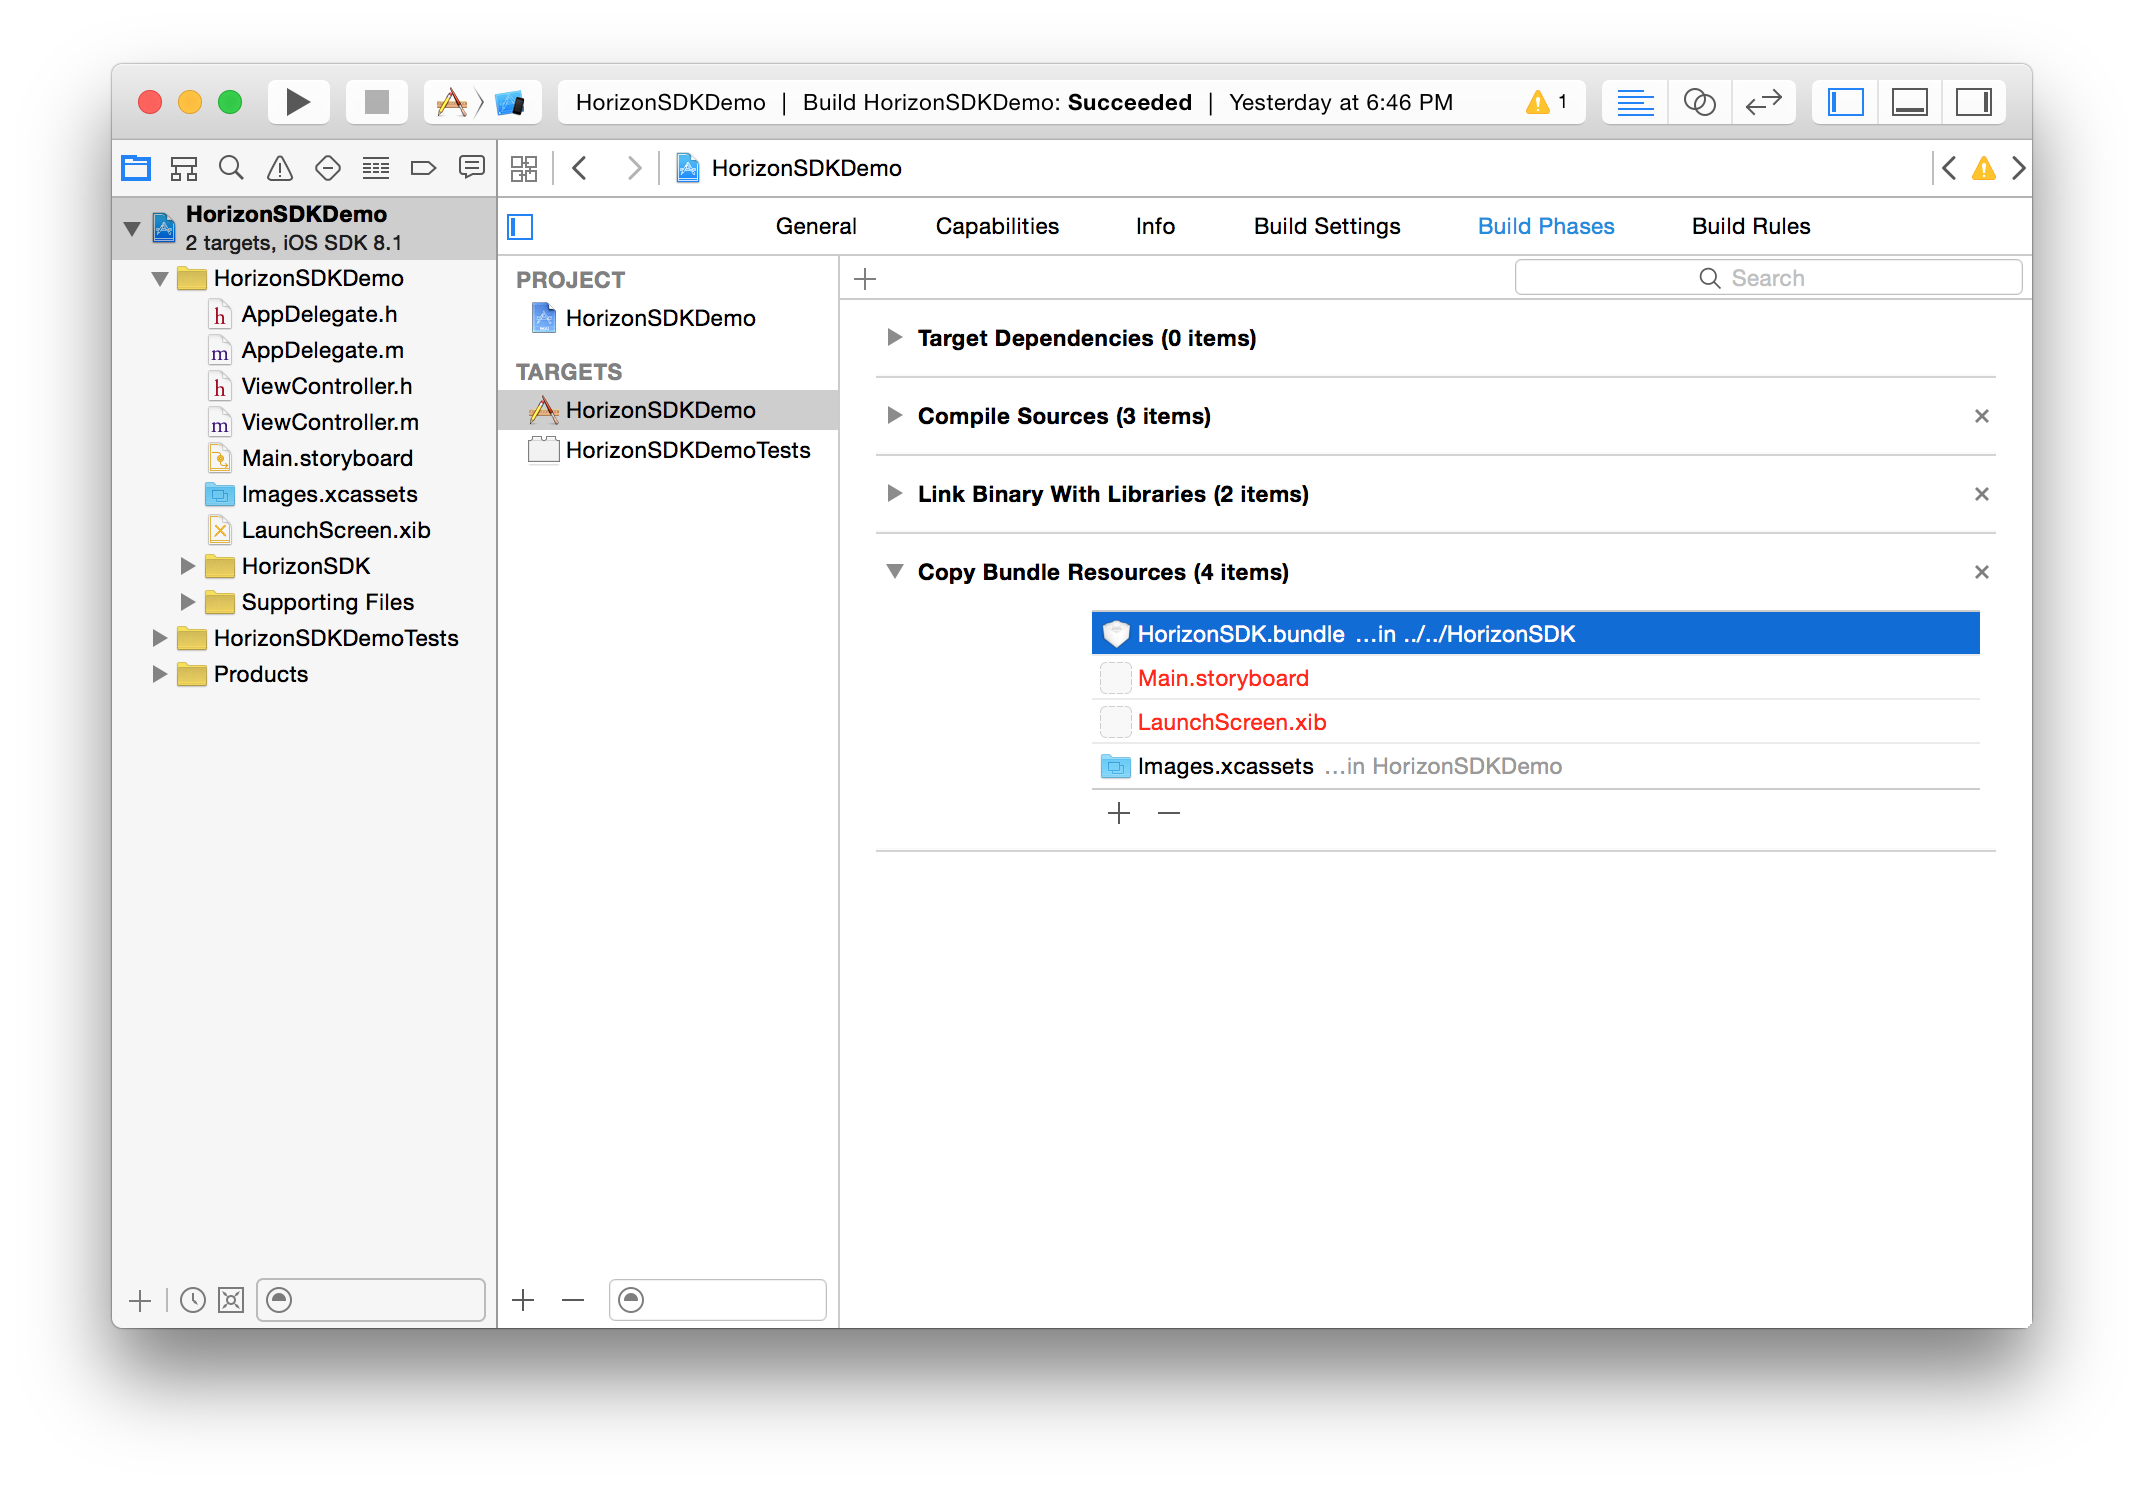 HorizonSDKDemo | Build HorizonSDKDemo: Succeeded | Yesterday at 6:46 PM 1
HorizonSDKDemo
HorizonSDKDemo
2 targets, iOS SDK 8.1
HorizonSDKDemo
h AppDelegate.h
m AppDelegate.m
h ViewController.h
m ViewController.m
Main.storyboard
Images.xcassets
LaunchScreen.xib
HorizonSDK
Supporting Files
HorizonSDKDemoTests
Products
General Capabilities Info Build Settings Build Phases Build Rules
PROJECT
HorizonSDKDemo
TARGETS
HorizonSDKDemo
HorizonSDKDemoTests
Search
Target Dependencies (0 items)
Compile Sources (3 items)
Link Binary With Libraries (2 items)
Copy Bundle Resources (4 items)
HorizonSDK.bundle ...in ../../HorizonSDK
Main.storyboard
LaunchScreen.xib
Images.xcassets ...in HorizonSDKDemo